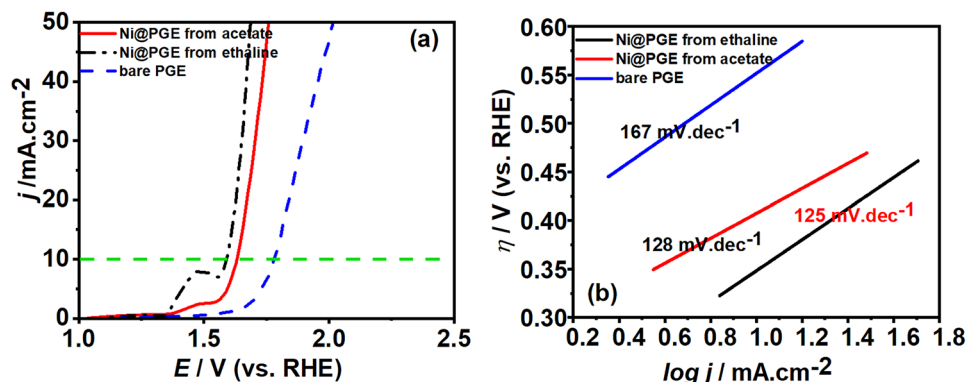 50
40
30
20
10
0
j /mA.cm-2
Ni@PGE from acetate
Ni@PGE from ethaline
bare PGE
(a)
1.0
1.5
2.0
2.5
E / V (vs. RHE)
0.60
0.55
0.50
0.45
0.40
0.35
0.30
η / V (vs. RHE)
Ni@PGE from ethaline
Ni@PGE from acetate
bare PGE
167 mV.dec-1
125 mV.dec-1
128 mV.dec-1
(b)
0.2
0.4
0.6
0.8
1.0
1.2
1.4
1.6
1.8
log j / mA.cm-2